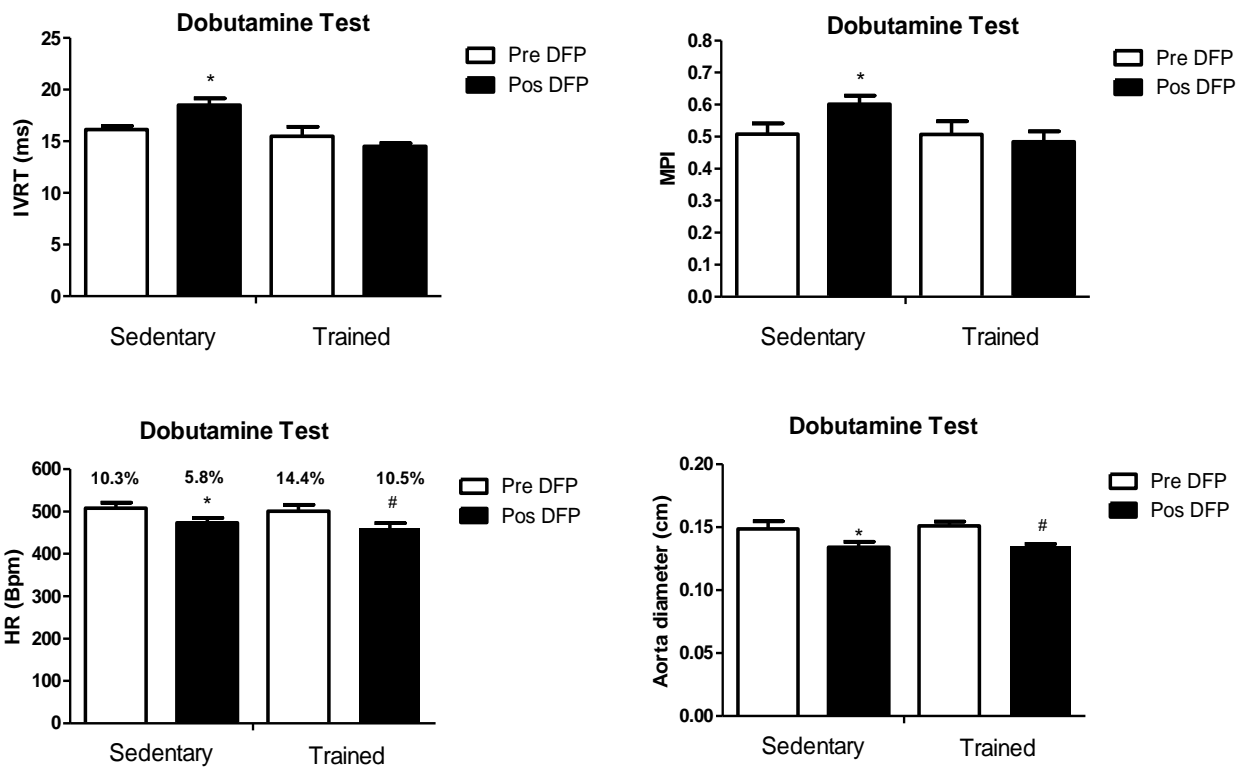 Dobutamine Test
25
20
15
10
5
0
IVRT (ms)
*
Sedentary Trained
Pre DFP
Pos DFP
Dobutamine Test
0.8
0.7
0.6
0.5
0.4
0.3
0.2
0.1
0.0
MPI
*
Sedentary Trained
Pre DFP
Pos DFP
Dobutamine Test
600
500
400
300
200
100
0
HR (Bpm)
10.3% 5.8% 14.4% 10.5%
* #
Sedentary Trained
Pre DFP
Pos DFP
Dobutamine Test
0.20
0.15
0.10
0.05
0.00
Aorta diameter (cm)
* #
Sedentary Trained
Pre DFP
Pos DFP